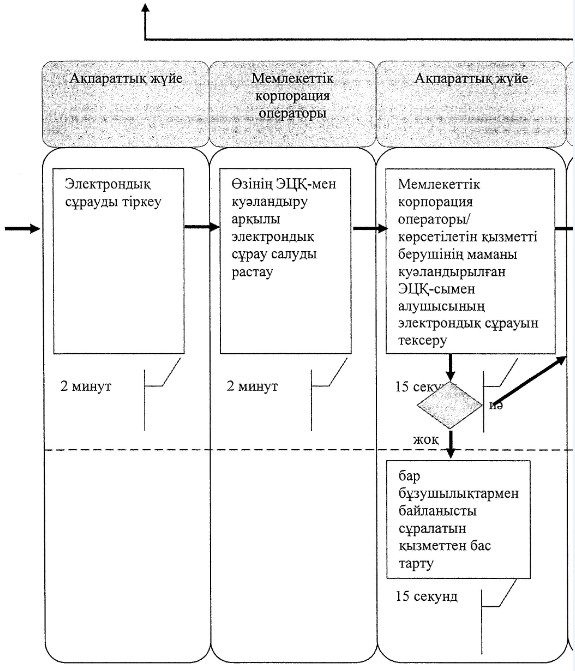 Ақпараттық жүйе
Мемлекеттік
корпорация
операторы
Ақпараттық жүйе
Электрондық
сұрауды тіркеу
2 минут
Өзінің ЭЦҚ-мен
куәландыру
арқылы
электрондық
сұрау салуды
растау
2 минут
Мемлекеттік
корпорация
операторы/
көрсетілетін қызметті
берушінің маманы
куәландырылған
ЭЦҚ-сымен
алушысының
электрондық сұрауын
тексеру
15 секу
иә
жоқ
бар
бұзушылықтармен
байланысты
сұралатын
қызметтен бас
тарту
15 секунд